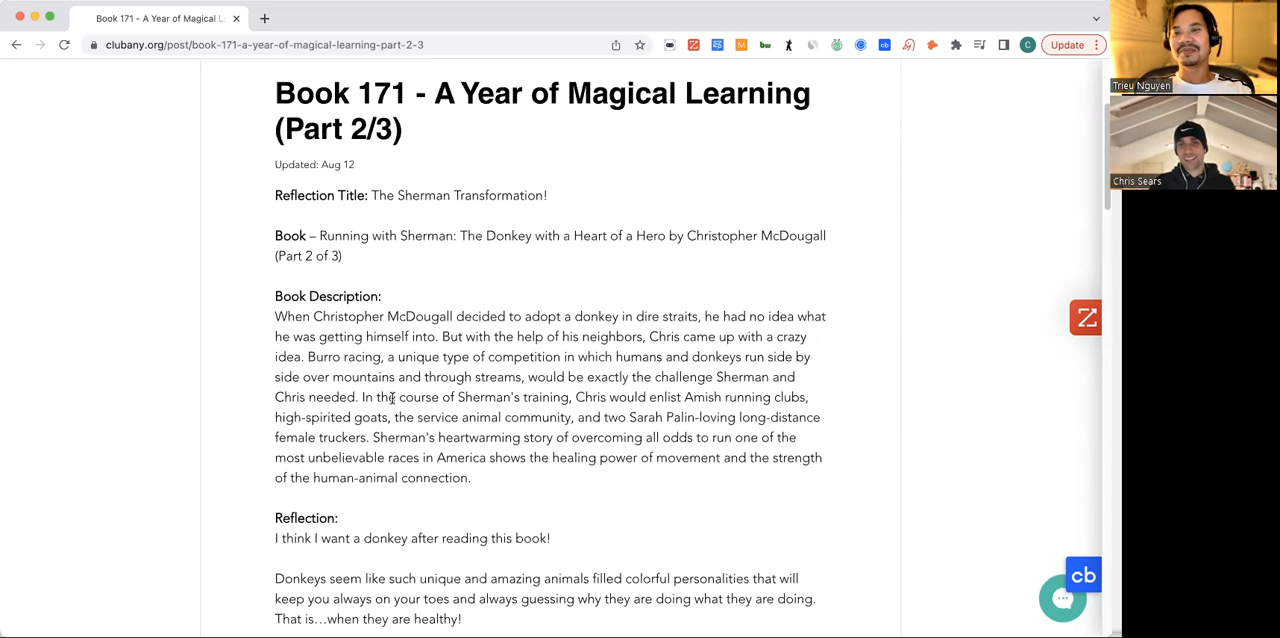 Book 171 - A Year of Magical L
Update
clubany.org/post/book-171-a-year-of-magical-learning-part-2-3
C
Trieu Nguyen
Chris Sears
Book 171 - A Year of Magical Learning
(Part 2/3)
Updated: Aug 12
Reflection Title: The Sherman Transformation!
Book – Running with Sherman: The Donkey with a Heart of a Hero by Christopher McDougall
(Part 2 of 3)
Book Description:
When Christopher McDougall decided to adopt a donkey in dire straits, he had no idea what
he was getting himself into. But with the help of his neighbors, Chris came up with a crazy
idea. Burro racing, a unique type of competition in which humans and donkeys run side by
side over mountains and through streams, would be exactly the challenge Sherman and
Chris needed. In the course of Sherman's training, Chris would enlist Amish running clubs,
high-spirited goats, the service animal community, and two Sarah Palin-loving long-distance
female truckers. Sherman's heartwarming story of overcoming all odds to run one of the
most unbelievable races in America shows the healing power of movement and the strength
of the human-animal connection.
Reflection:
I think I want a donkey after reading this book!
Donkeys seem like such unique and amazing animals filled colorful personalities that will
keep you always on your toes and always guessing why they are doing what they are doing.
That is…when they are healthy!
cb